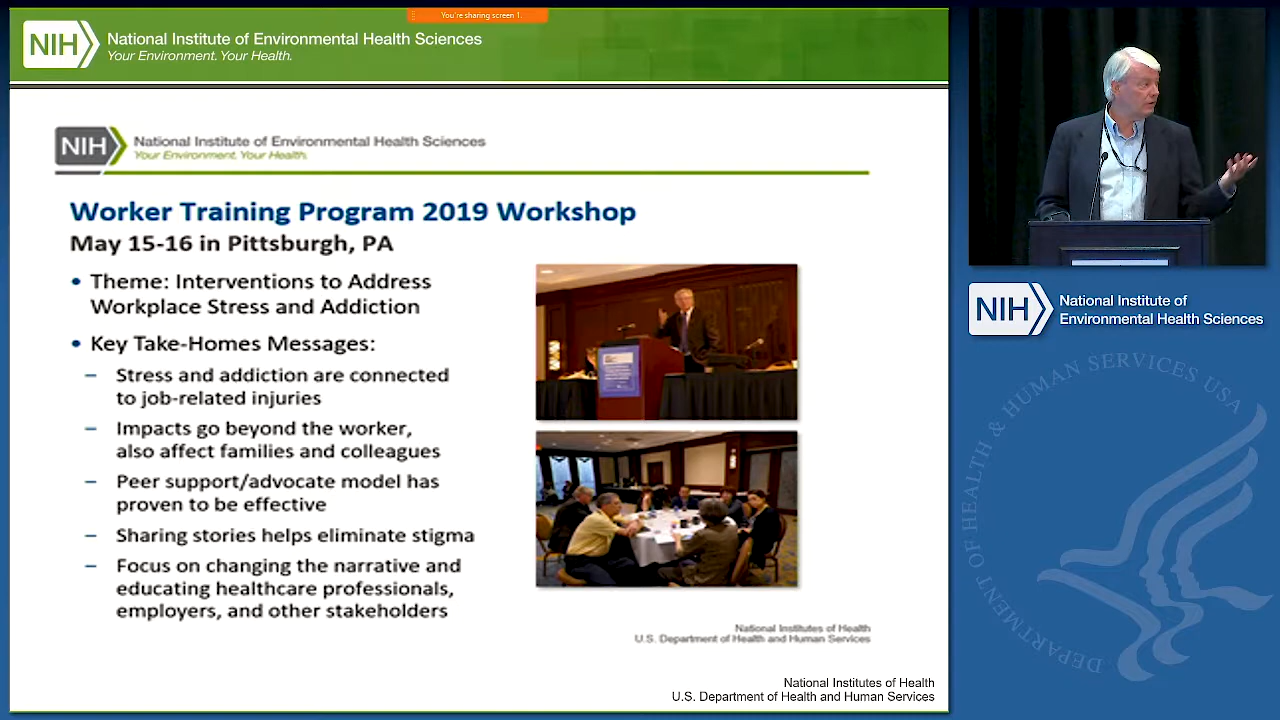 You're sharing screen 1.
NIH
National Institute of Environmental Health Sciences
Your Environment. Your Health.
NIH
National Institute of Environmental Health Sciences
Your Environment. Your Health.
Worker Training Program 2019 Workshop
May 15-16 in Pittsburgh, PA
• Theme: Interventions to Address
Workplace Stress and Addiction
• Key Take-Homes Messages:
– Stress and addiction are connected
to job-related injuries
– Impacts go beyond the worker,
also affect families and colleagues
– Peer support/advocate model has
proven to be effective
– Sharing stories helps eliminate stigma
– Focus on changing the narrative and
educating healthcare professionals,
employers, and other stakeholders
National Institutes of Health
U.S. Department of Health and Human Services
National Institutes of Health
U.S. Department of Health and Human Services
NIH
National Institute of
Environmental Health Sciences
DEPARTMENT OF HEALTH & HUMAN SERVICES USA